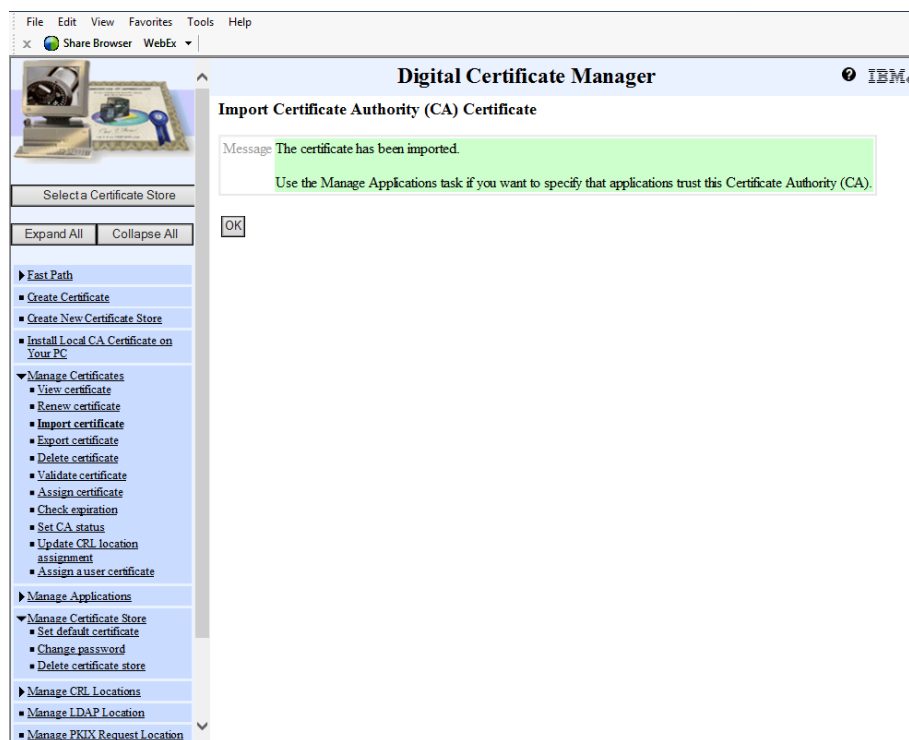 File Edit View Favorites Tools Help
x Share Browser WebEx
Digital Certificate Manager
IBM
Import Certificate Authority (CA) Certificate
Message The certificate has been imported.
Use the Manage Applications task if you want to specify that applications trust this Certificate Authority (CA).
OK
Select a Certificate Store
Expand All Collapse All
Fast Path
Create Certificate
Create New Certificate Store
Install Local CA Certificate on
Your PC
Manage Certificates
View certificate
Renew certificate
Import certificate
Export certificate
Delete certificate
Validate certificate
Assign certificate
Check expiration
Set CA status
Update CRL location
assignment
Assign a user certificate
Manage Applications
Manage Certificate Store
Set default certificate
Change password
Delete certificate store
Manage CRL Locations
Manage LDAP Location
Manage PKIX Request Location